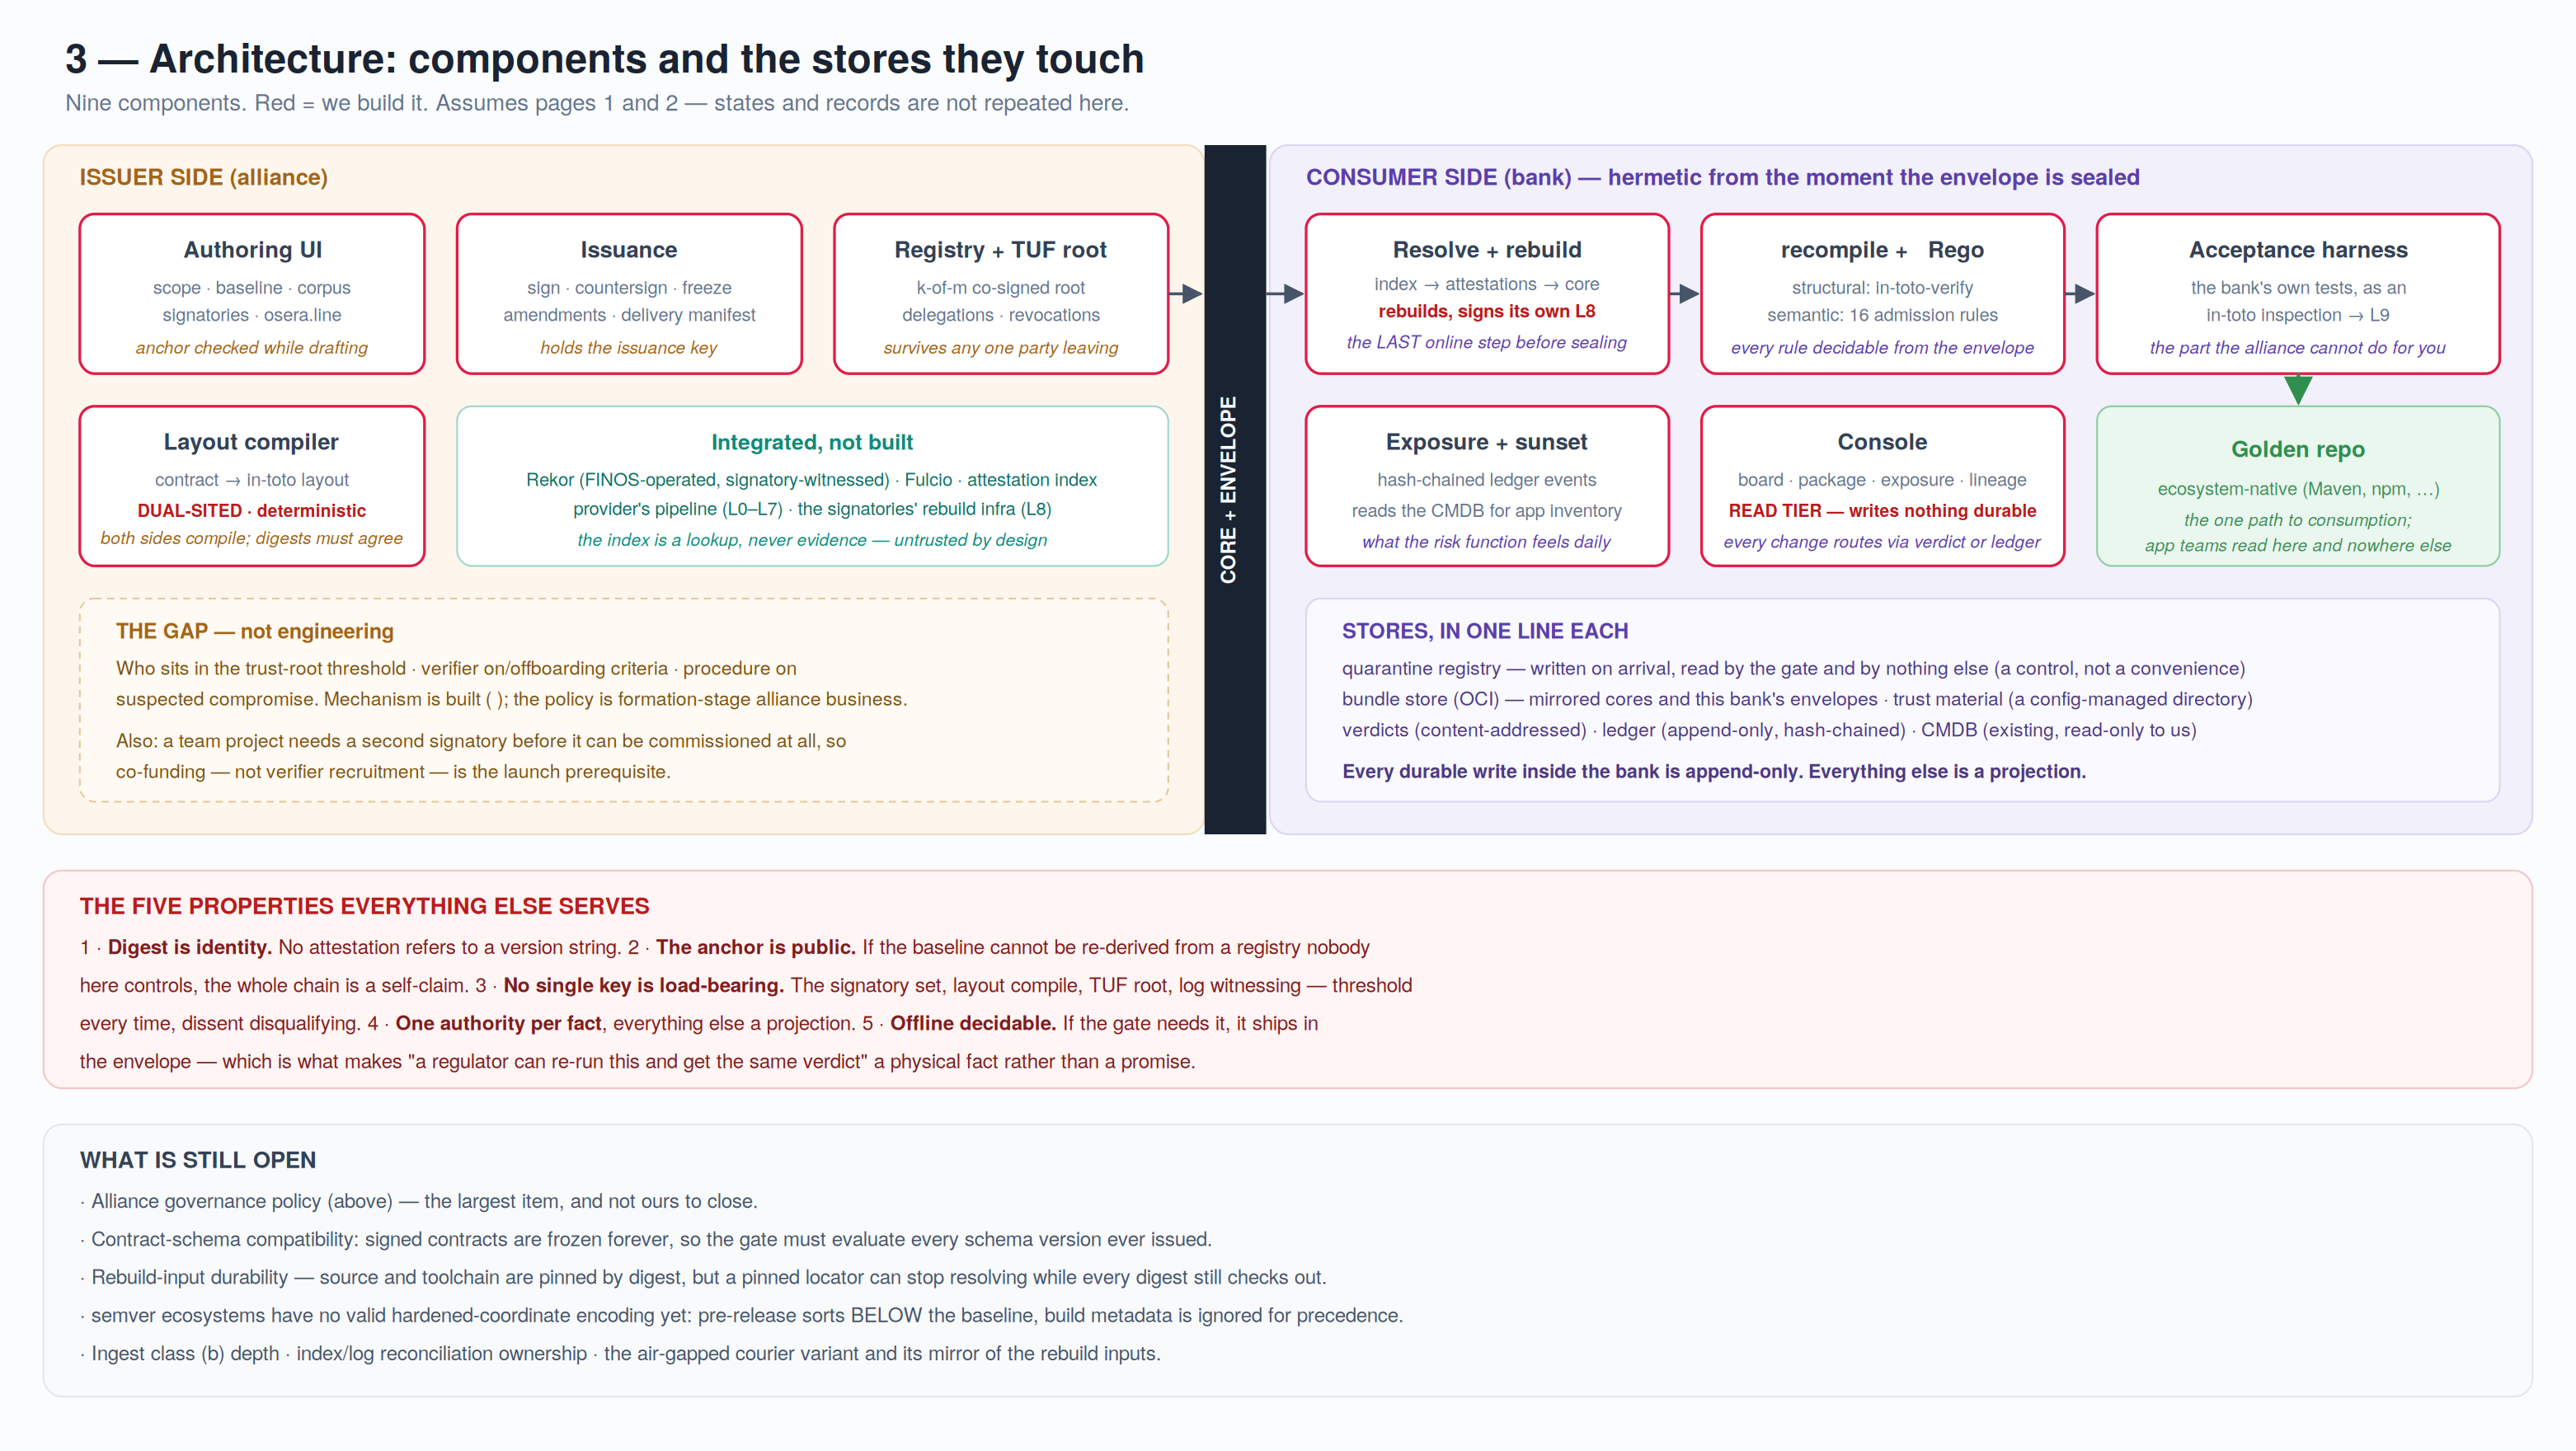 3 — Architecture: components and the stores they touch
Nine components. Red = we build it. Assumes pages 1 and 2 — states and records are not repeated here.
ISSUER SIDE (alliance)
Authoring UI
scope · baseline · corpus
signatories · osera.line
anchor checked while drafting
Issuance
sign · countersign · freeze
amendments · delivery manifest
holds the issuance key
Registry + TUF root
k-of-m co-signed root
delegations · revocations
survives any one party leaving
Layout compiler
contract → in-toto layout
DUAL-SITED · deterministic
both sides compile; digests must agree
Integrated, not built
Rekor (FINOS-operated, signatory-witnessed) · Fulcio · attestation index
provider's pipeline (L0–L7) · the signatories' rebuild infra (L8)
the index is a lookup, never evidence — untrusted by design
THE GAP — not engineering
Who sits in the trust-root threshold · verifier on/offboarding criteria · procedure on
suspected compromise. Mechanism is built ( ); the policy is formation-stage alliance business.
Also: a team project needs a second signatory before it can be commissioned at all, so
co-funding — not verifier recruitment — is the launch prerequisite.
CORE + ENVELOPE
CONSUMER SIDE (bank) — hermetic from the moment the envelope is sealed
Resolve + rebuild
index → attestations → core
rebuilds, signs its own L8
the LAST online step before sealing
recompile + Rego
structural: in-toto-verify
semantic: 16 admission rules
every rule decidable from the envelope
Acceptance harness
the bank's own tests, as an
in-toto inspection → L9
the part the alliance cannot do for you
Exposure + sunset
hash-chained ledger events
reads the CMDB for app inventory
what the risk function feels daily
Console
board · package · exposure · lineage
READ TIER — writes nothing durable
every change routes via verdict or ledger
Golden repo
ecosystem-native (Maven, npm, …)
the one path to consumption;
app teams read here and nowhere else
STORES, IN ONE LINE EACH
quarantine registry — written on arrival, read by the gate and by nothing else (a control, not a convenience)
bundle store (OCI) — mirrored cores and this bank's envelopes · trust material (a config-managed directory)
verdicts (content-addressed) · ledger (append-only, hash-chained) · CMDB (existing, read-only to us)
Every durable write inside the bank is append-only. Everything else is a projection.
THE FIVE PROPERTIES EVERYTHING ELSE SERVES
1 · Digest is identity. No attestation refers to a version string. 2 · The anchor is public. If the baseline cannot be re-derived from a registry nobody
here controls, the whole chain is a self-claim. 3 · No single key is load-bearing. The signatory set, layout compile, TUF root, log witnessing — threshold
every time, dissent disqualifying. 4 · One authority per fact, everything else a projection. 5 · Offline decidable. If the gate needs it, it ships in
the envelope — which is what makes "a regulator can re-run this and get the same verdict" a physical fact rather than a promise.
WHAT IS STILL OPEN
· Alliance governance policy (above) — the largest item, and not ours to close.
· Contract-schema compatibility: signed contracts are frozen forever, so the gate must evaluate every schema version ever issued.
· Rebuild-input durability — source and toolchain are pinned by digest, but a pinned locator can stop resolving while every digest still checks out.
· semver ecosystems have no valid hardened-coordinate encoding yet: pre-release sorts BELOW the baseline, build metadata is ignored for precedence.
· Ingest class (b) depth · index/log reconciliation ownership · the air-gapped courier variant and its mirror of the rebuild inputs.